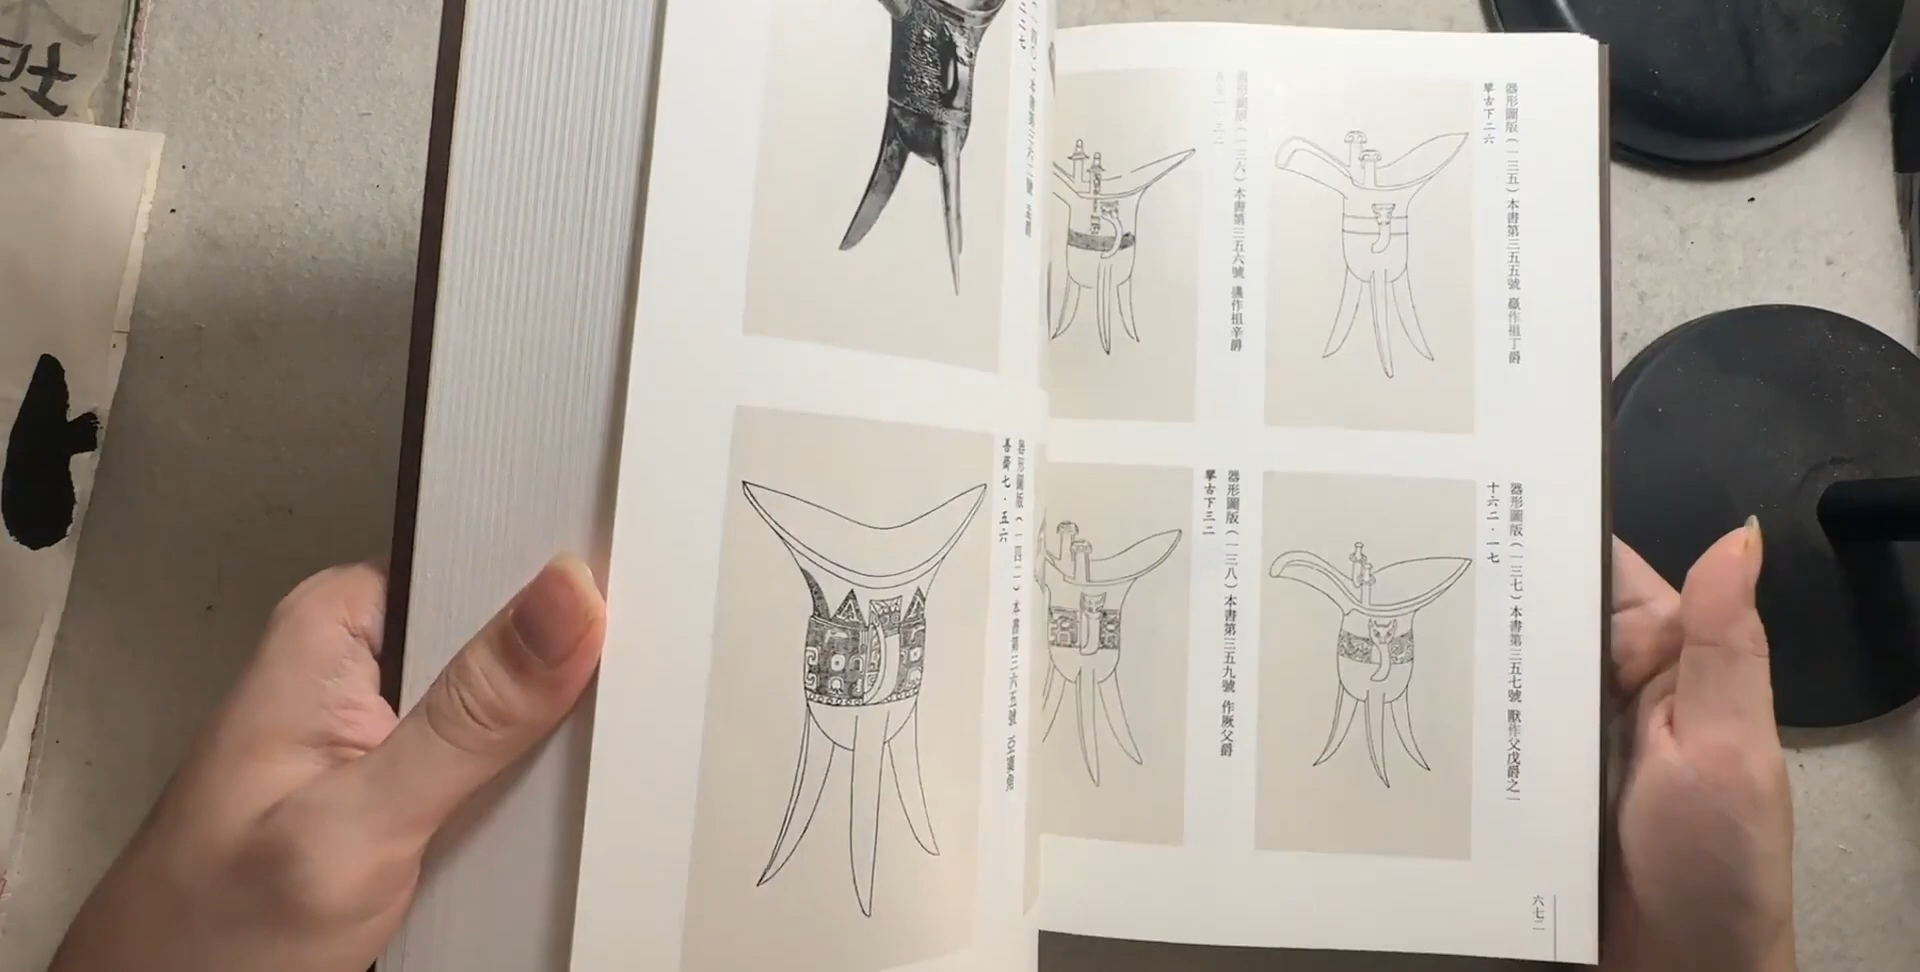 器形圖版（一三五）本書第三五五號 㝬作祖丁爵
攈古下二六
器形圖版（一三六）本書第三五六號 作祖辛爵
器形圖版（一三七）本書第三五七號 獸作父戊爵之一
十六二·一七
器形圖版（一三八）本書第三五九號 作厥父爵
攈古下三二
六七二
二二七
器形圖版（一四二）本書第三六五號
善齋七·五六